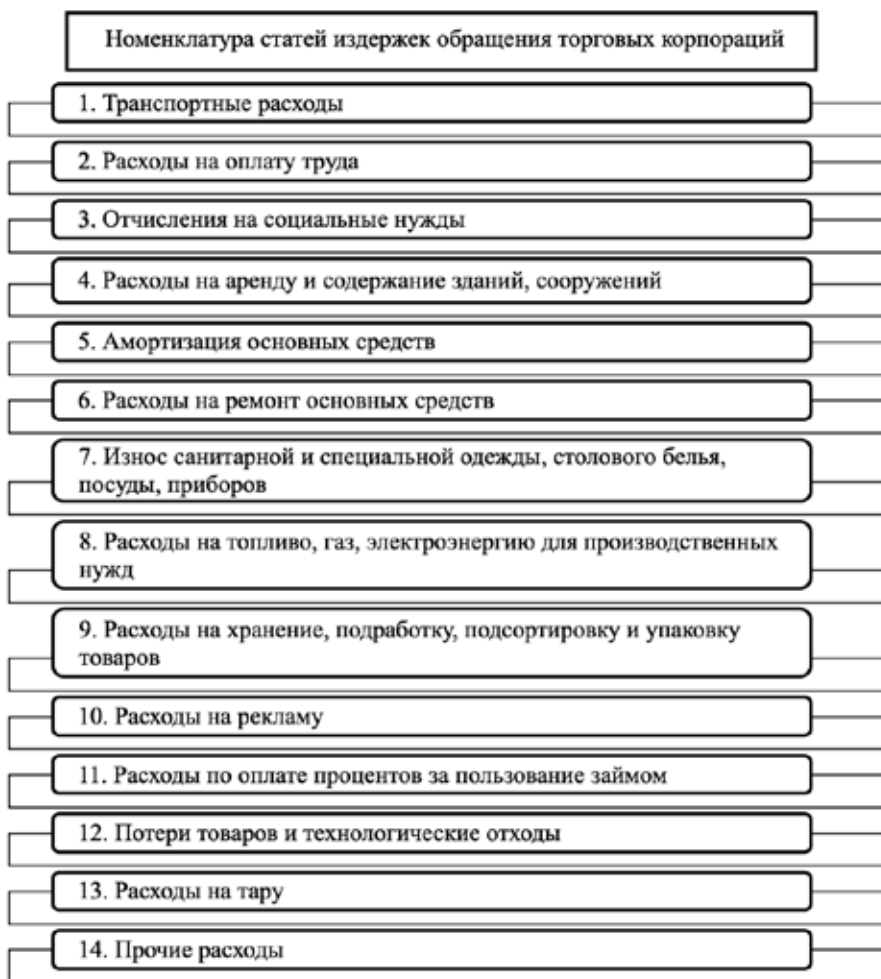 Номенклатура статей издержек обращения торговых корпораций
1. Транспортные расходы
2. Расходы на оплату труда
3. Отчисления на социальные нужды
4. Расходы на аренду и содержание зданий, сооружений
5. Амортизация основных средств
6. Расходы на ремонт основных средств
7. Износ санитарной и специальной одежды, столового белья,
посуды, приборов
8. Расходы на топливо, газ, электроэнергию для производственных
нужд
9. Расходы на хранение, подработку, подсортировку и упаковку
товаров
10. Расходы на рекламу
11. Расходы по оплате процентов за пользование займом
12. Потери товаров и технологические отходы
13. Расходы на тару
14. Прочие расходы